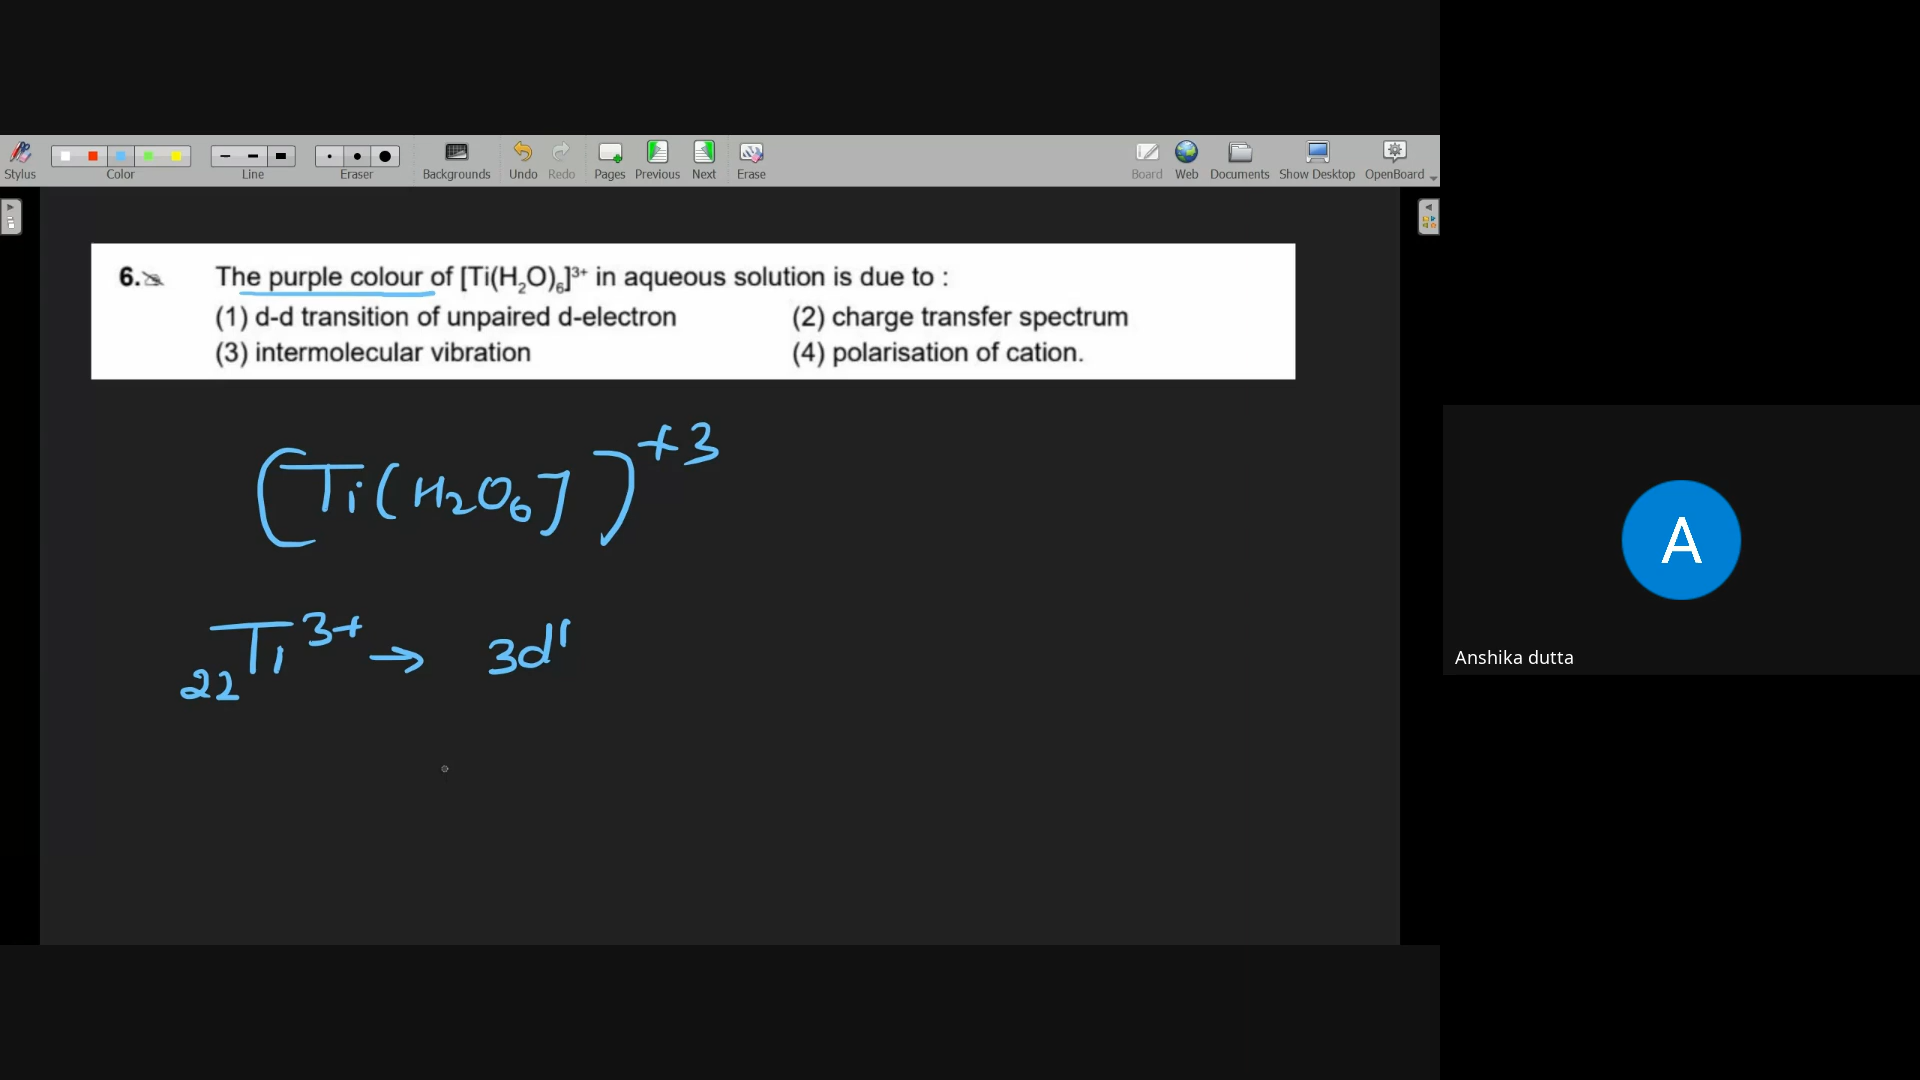 Stylus Color Line Eraser Backgrounds Undo Redo Pages Previous Next Erase Board Web Documents Show Desktop OpenBoard
6. The purple colour of [Ti(H₂O)₆]³⁺ in aqueous solution is due to :
(1) d-d transition of unpaired d-electron (2) charge transfer spectrum
(3) intermolecular vibration (4) polarisation of cation.
[Ti(H₂O₆])⁺³
₂₂Ti³⁺ → 3d¹
A
Anshika dutta